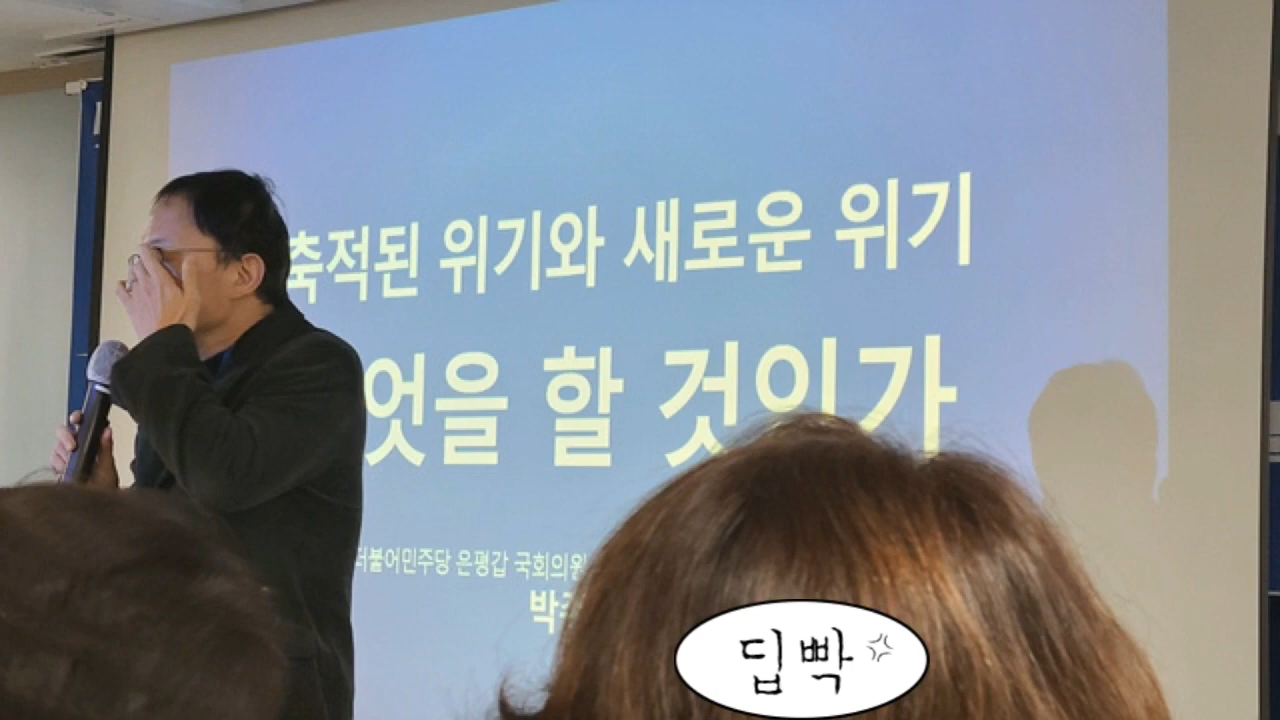 축적된 위기와 새로운 위기
엇을 할 것인가
더불어민주당 은평갑 국회의원
박
딥빡